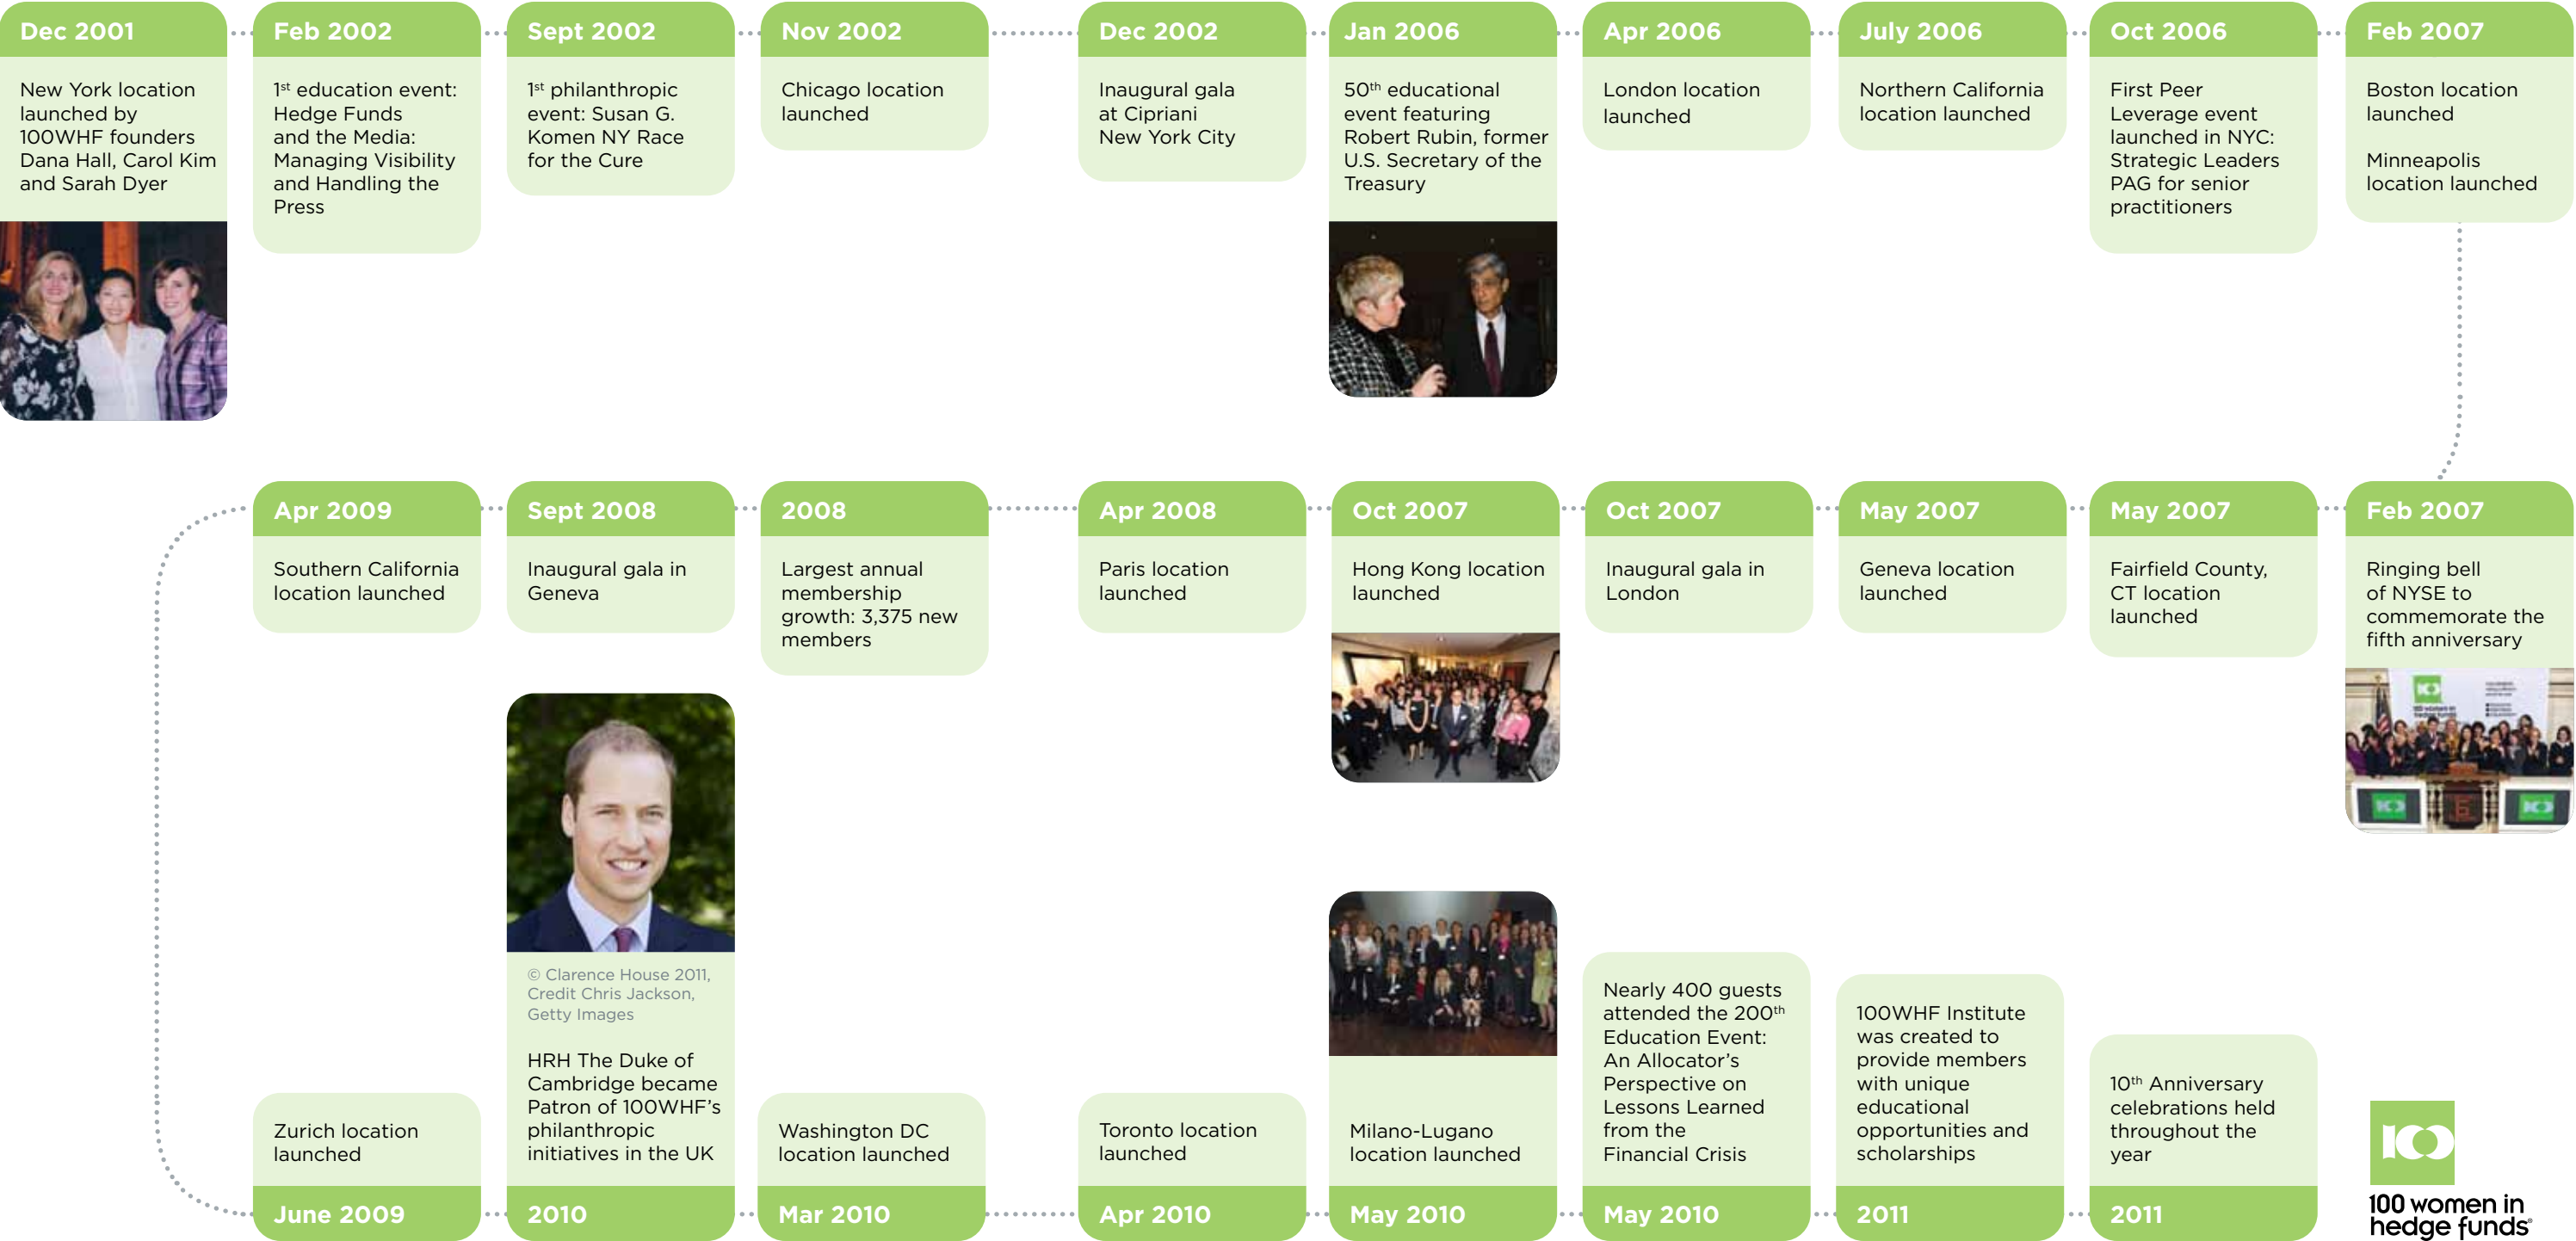 Dec 2001
New York location
launched by
100WHF founders
Dana Hall, Carol Kim
and Sarah Dyer
Feb 2002
1st education event:
Hedge Funds
and the Media:
Managing Visibility
and Handling the
Press
Sept 2002
1st philanthropic
event: Susan G.
Komen NY Race
for the Cure
Nov 2002
Chicago location
launched
Dec 2002
Inaugural gala
at Cipriani
New York City
Jan 2006
50th educational
event featuring
Robert Rubin, former
U.S. Secretary of the
Treasury
Apr 2006
London location
launched
July 2006
Northern California
location launched
Oct 2006
First Peer
Leverage event
launched in NYC:
Strategic Leaders
PAG for senior
practitioners
Feb 2007
Boston location
launched
Minneapolis
location launched
Feb 2007
Ringing bell
of NYSE to
commemorate the
fifth anniversary
100 women in
hedge funds
May 2007
Fairfield County,
CT location
launched
May 2007
Geneva location
launched
Oct 2007
Inaugural gala in
London
Oct 2007
Hong Kong location
launched
Apr 2008
Paris location
launched
2008
Largest annual
membership
growth: 3,375 new
members
Sept 2008
Inaugural gala in
Geneva
Apr 2009
Southern California
location launched
Zurich location
launched
June 2009
© Clarence House 2011,
Credit Chris Jackson,
Getty Images
HRH The Duke of
Cambridge became
Patron of 100WHF’s
philanthropic
initiatives in the UK
2010
Washington DC
location launched
Mar 2010
Toronto location
launched
Apr 2010
Milano-Lugano
location launched
May 2010
Nearly 400 guests
attended the 200th
Education Event:
An Allocator’s
Perspective on
Lessons Learned
from the
Financial Crisis
May 2010
100WHF Institute
was created to
provide members
with unique
educational
opportunities and
scholarships
2011
10th Anniversary
celebrations held
throughout the
year
2011
100
100 women in
hedge funds®